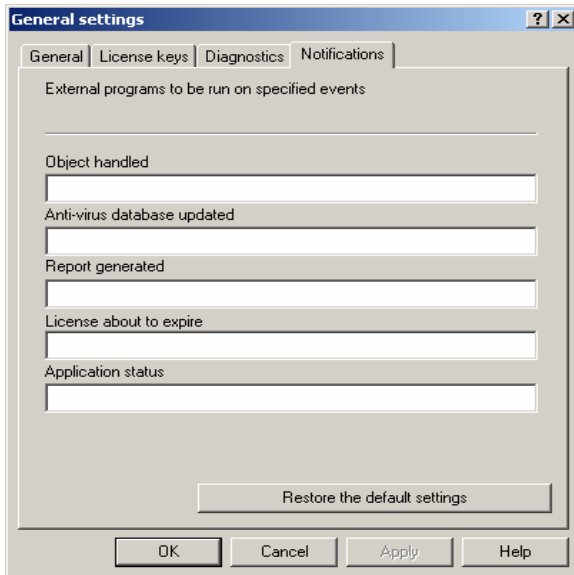 General settings
General License keys Diagnostics Notifications
External programs to be run on specified events
Object handled
Anti-virus database updated
Report generated
License about to expire
Application status
Restore the default settings
OK Cancel Apply Help